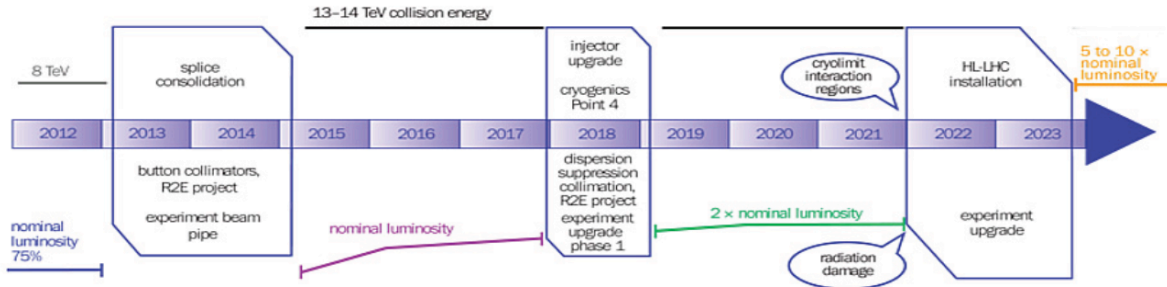 13–14 TeV collision energy
8 TeV
splice
consolidation
injector
upgrade
cryogenics
Point 4
cryolimit
interaction
regions
HL-LHC
installation
5 to 10 ×
nominal
luminosity
2012
2013
2014
2015
2016
2017
2018
2019
2020
2021
2022
2023
button collimators,
R2E project
experiment beam
pipe
dispersion
suppression
collimation,
R2E project
experiment
upgrade
phase 1
nominal
luminosity
75%
nominal luminosity
2 × nominal luminosity
radiation
damage
experiment
upgrade